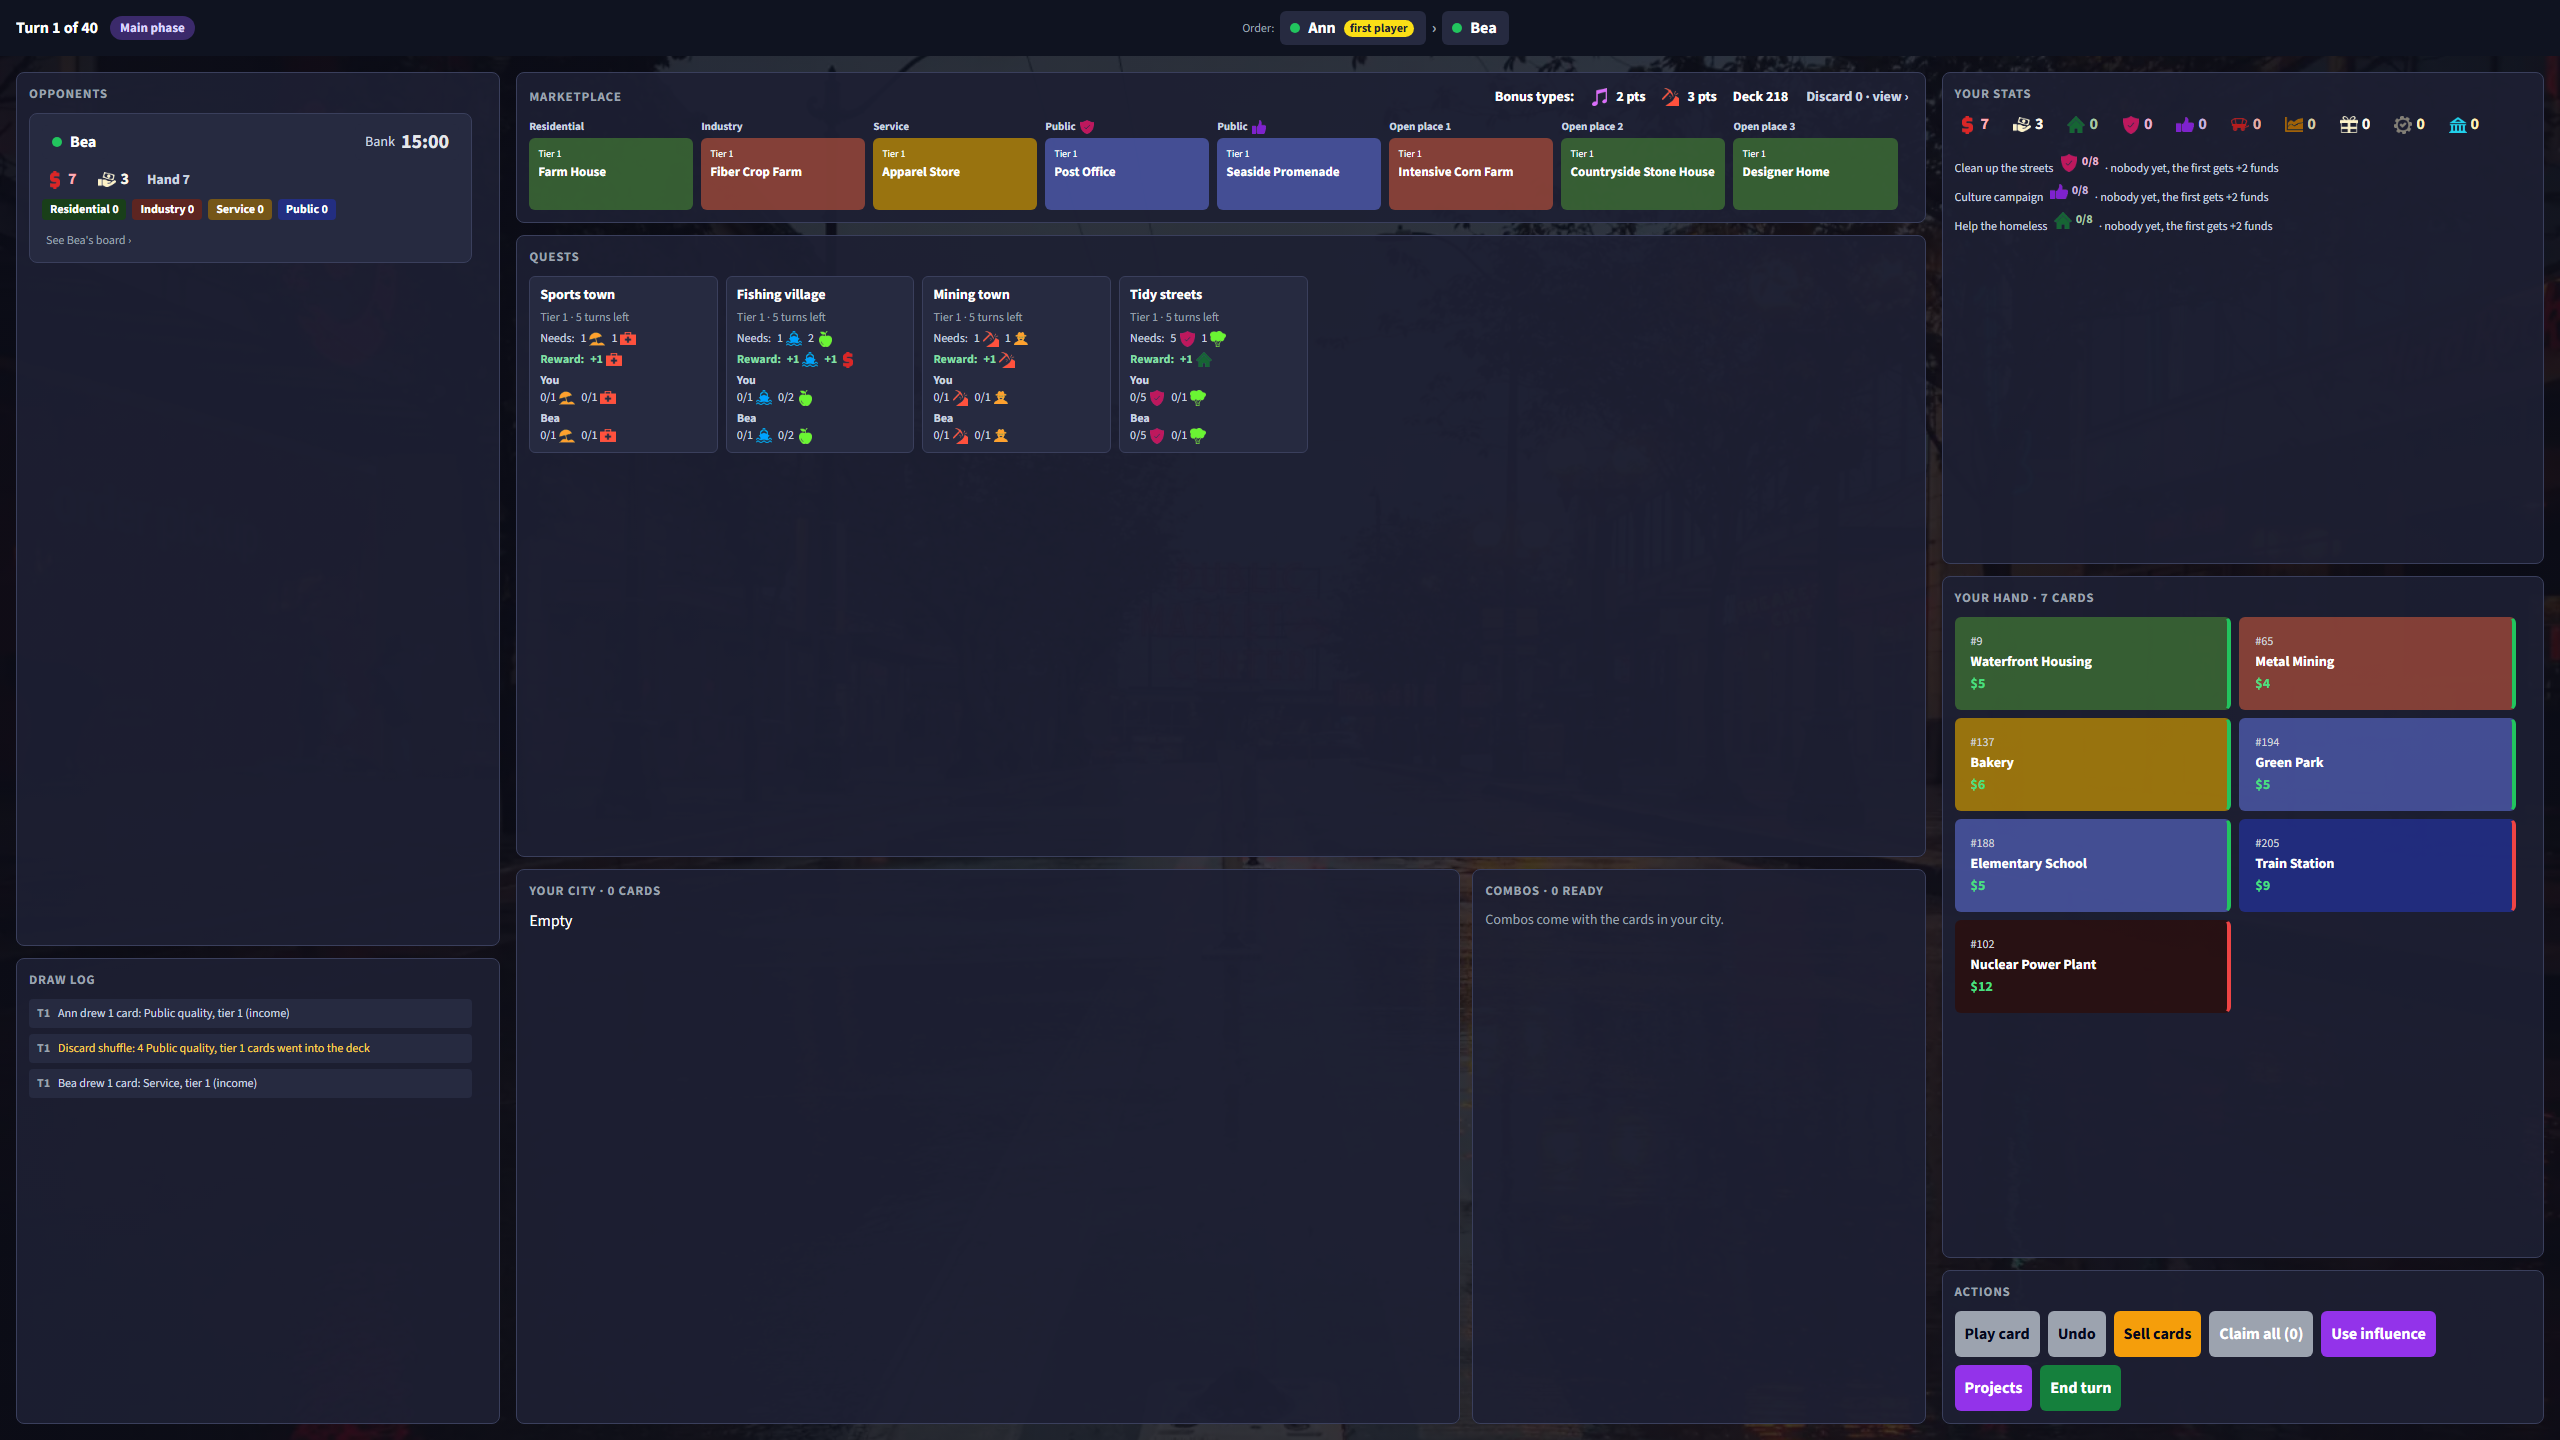 Turn 1 of 40
Main phase
Order:
Ann
first player
›
Bea
OPPONENTS
Bea
Bank 15:00
7 3 Hand 7
Residential 0 Industry 0 Service 0 Public 0
See Bea's board ›
DRAW LOG
T1 Ann drew 1 card: Public quality, tier 1 (income)
T1 Discard shuffle: 4 Public quality, tier 1 cards went into the deck
T1 Bea drew 1 card: Service, tier 1 (income)
MARKETPLACE
Bonus types: 2 pts 3 pts Deck 218 Discard 0 · view ›
Residential
Tier 1
Farm House
Industry
Tier 1
Fiber Crop Farm
Service
Tier 1
Apparel Store
Public
Tier 1
Post Office
Public
Tier 1
Seaside Promenade
Open place 1
Tier 1
Intensive Corn Farm
Open place 2
Tier 1
Countryside Stone House
Open place 3
Tier 1
Designer Home
QUESTS
Sports town
Tier 1 · 5 turns left
Needs: 1 1
Reward: +1
You
0/1 0/1
Bea
0/1 0/1
Fishing village
Tier 1 · 5 turns left
Needs: 1 2
Reward: +1 +1
You
0/1 0/2
Bea
0/1 0/2
Mining town
Tier 1 · 5 turns left
Needs: 1 1
Reward: +1
You
0/1 0/1
Bea
0/1 0/1
Tidy streets
Tier 1 · 5 turns left
Needs: 5 1
Reward: +1
You
0/5 0/1
Bea
0/5 0/1
YOUR CITY · 0 CARDS
Empty
COMBOS · 0 READY
Combos come with the cards in your city.
YOUR STATS
7 3 0 0 0 0 0 0 0 0
Clean up the streets 0/8 · nobody yet, the first gets +2 funds
Culture campaign 0/8 · nobody yet, the first gets +2 funds
Help the homeless 0/8 · nobody yet, the first gets +2 funds
YOUR HAND · 7 CARDS
#9
Waterfront Housing
$5
#65
Metal Mining
$4
#137
Bakery
$6
#194
Green Park
$5
#188
Elementary School
$5
#205
Train Station
$9
#102
Nuclear Power Plant
$12
ACTIONS
Play card
Undo
Sell cards
Claim all (0)
Use influence
Projects
End turn